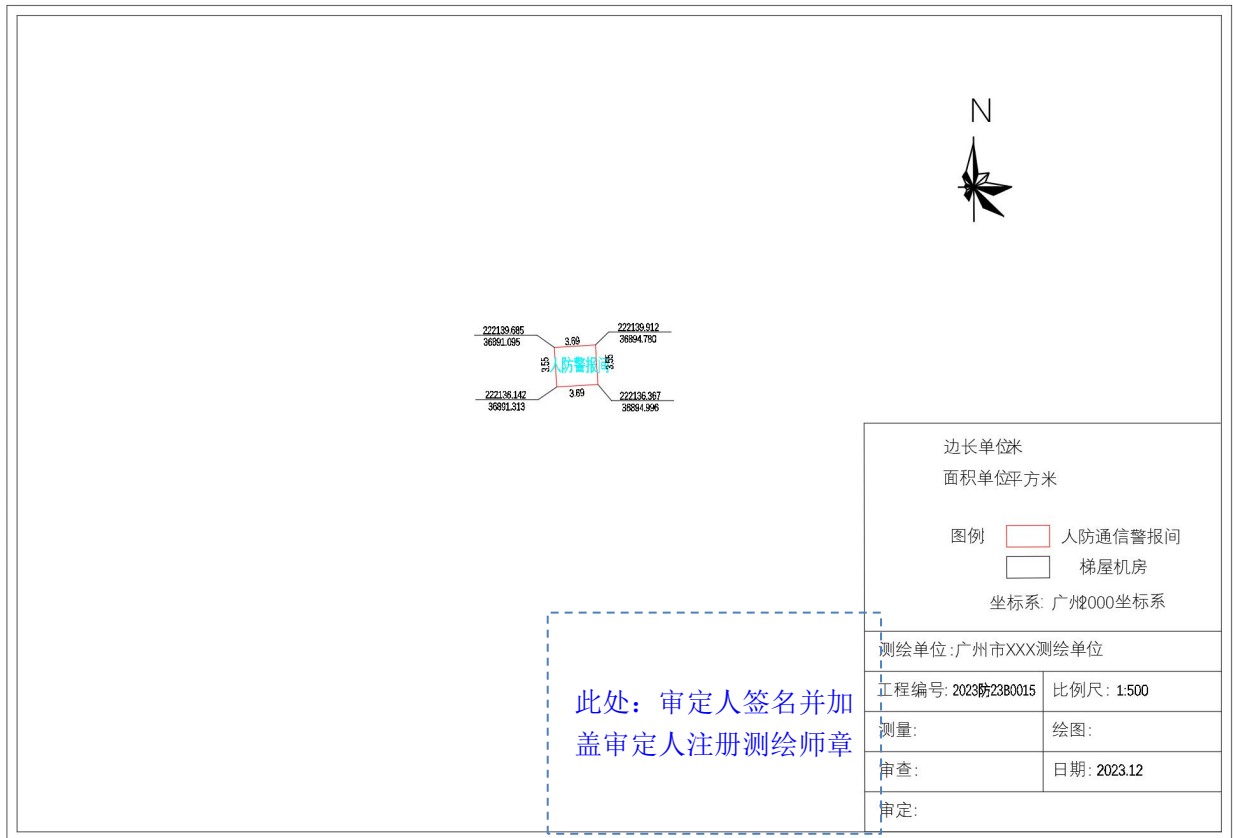 N
222139.685
36891.095
222139.912
36894.780
3.69
3.55
人防警报间
3.55
3.69
222136.142
36891.313
222136.367
36894.996
边长单位米
面积单位平方米
图例
人防通信警报间
梯屋机房
坐标系: 广州2000坐标系
测绘单位:广州市XXX测绘单位
工程编号: 2023防23B0015
比例尺: 1:500
测量:
绘图:
审查:
日期: 2023.12
审定:
此处：审定人签名并加
盖审定人注册测绘师章